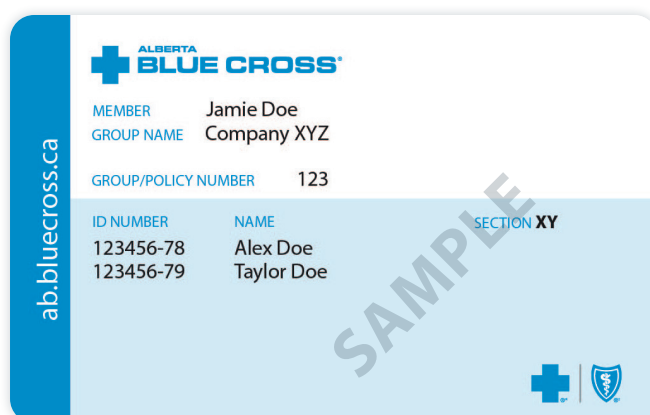 ALBERTA
BLUE CROSS®
MEMBER Jamie Doe
GROUP NAME Company XYZ
GROUP/POLICY NUMBER 123
ID NUMBER NAME SECTION XY
123456-78 Alex Doe
123456-79 Taylor Doe
SAMPLE
ab.bluecross.ca